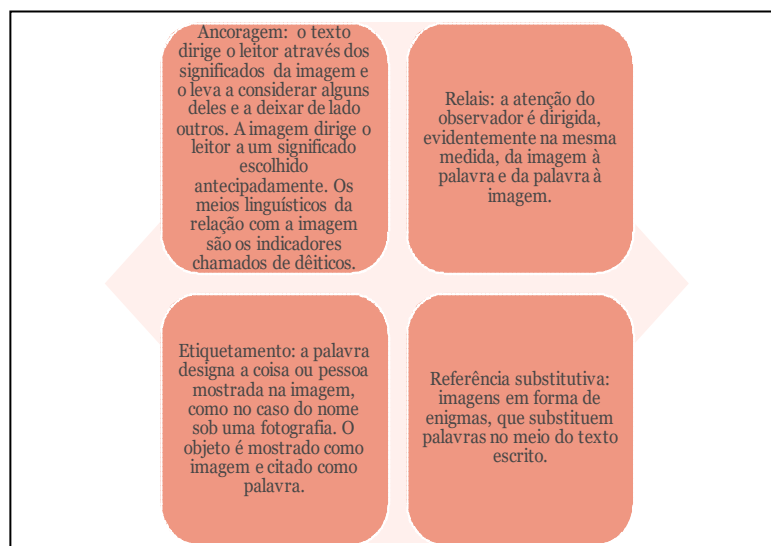 Ancoragem: o texto
dirige o leitor através dos
significados da imagem e
o leva a considerar alguns
deles e a deixar de lado
outros. A imagem dirige o
leitor a um significado
escolhido
antecipadamente. Os
meios linguísticos da
relação com a imagem
são os indicadores
chamados de dêiticos.
Relais: a atenção do
observador é dirigida,
evidentemente na mesma
medida, da imagem à
palavra e da palavra à
imagem.
Etiquetamento: a palavra
designa a coisa ou pessoa
mostrada na imagem,
como no caso do nome
sob uma fotografia. O
objeto é mostrado como
imagem e citado como
palavra.
Referência substitutiva:
imagens em forma de
enigmas, que substituem
palavras no meio do texto
escrito.